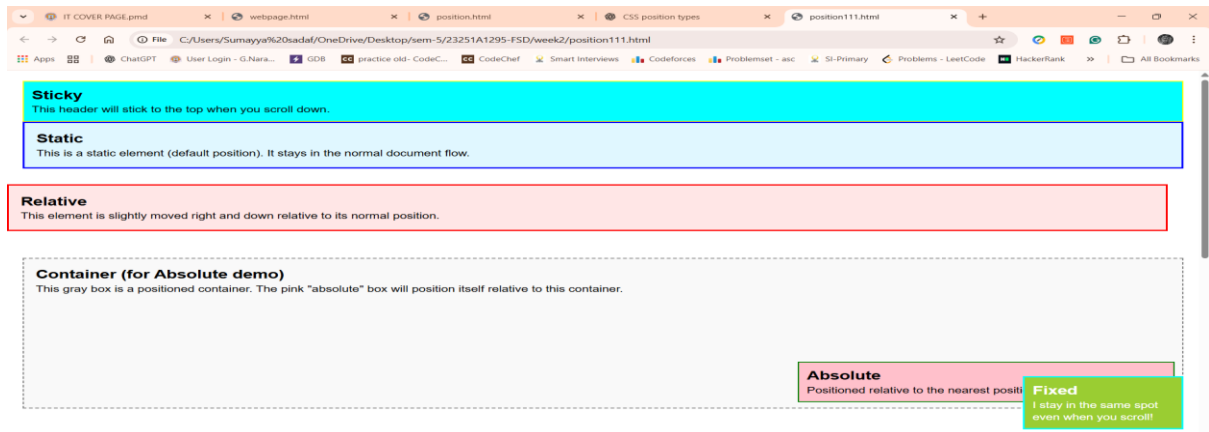 IT COVER PAGE.pmd
webpage.html
position.html
CSS position types
position111.html
File C:/Users/Sumayya%20sadaf/OneDrive/Desktop/sem-5/23251A1295-FSD/week2/position111.html
Apps
ChatGPT
User Login - G.Nara...
GDB
practice old- CodeC...
CodeChef
Smart Interviews
Codeforces
Problemset - asc
SI-Primary
Problems - LeetCode
HackerRank
All Bookmarks
Sticky
This header will stick to the top when you scroll down.
Static
This is a static element (default position). It stays in the normal document flow.
Relative
This element is slightly moved right and down relative to its normal position.
Container (for Absolute demo)
This gray box is a positioned container. The pink "absolute" box will position itself relative to this container.
Absolute
Positioned relative to the nearest positi
Fixed
I stay in the same spot
even when you scroll!